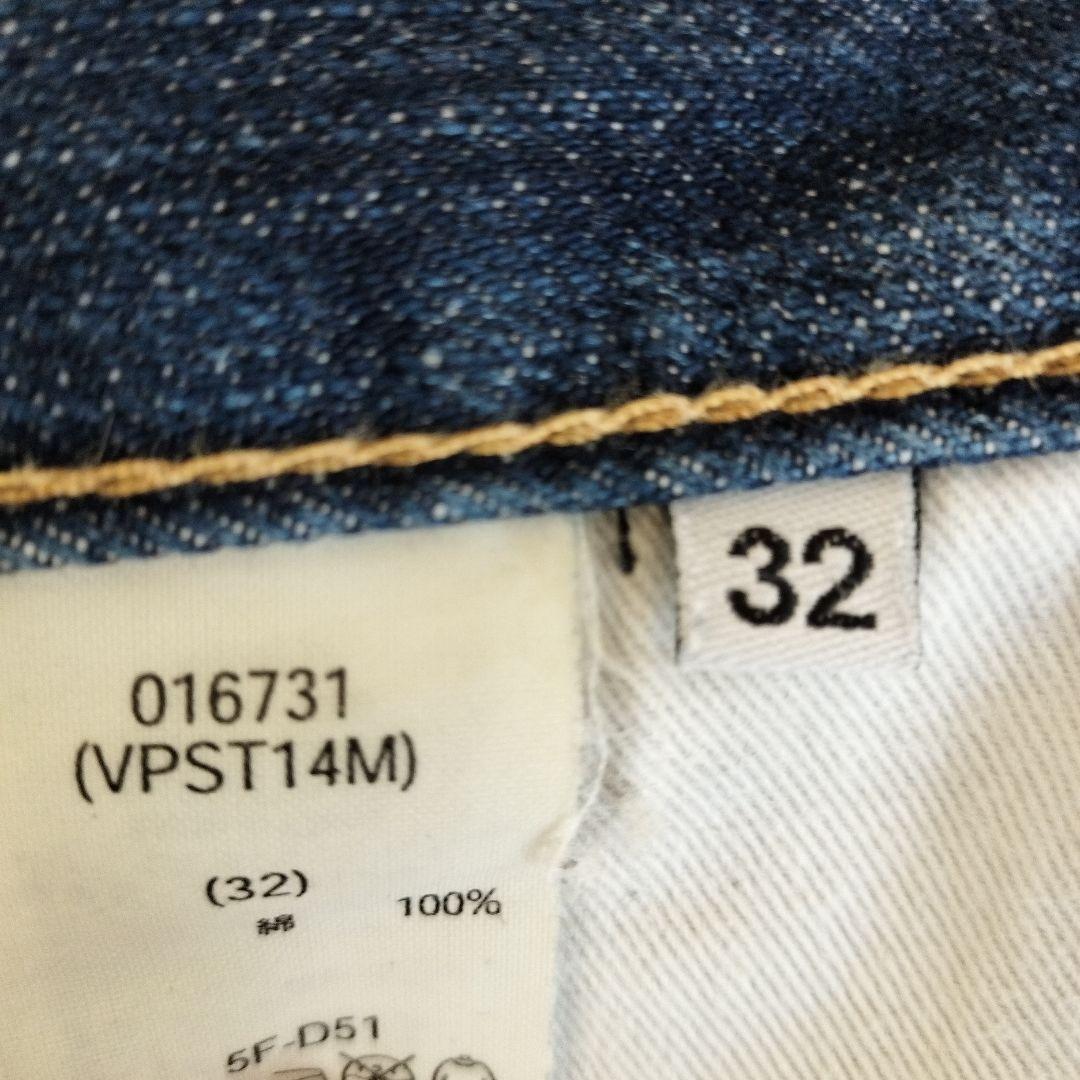 32
016731
(VPST14M)
(32)
綿 100%
5F-D51